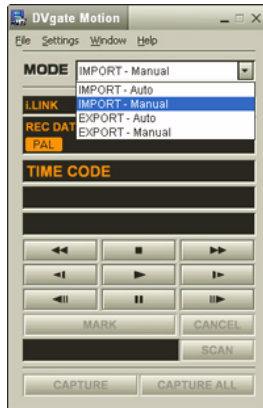 DVgate Motion
File Settings Window Help
MODE IMPORT - Manual
IMPORT - Auto
i.LINK IMPORT - Manual
REC DAT EXPORT - Auto
EXPORT - Manual
PAL
TIME CODE
MARK CANCEL
SCAN
CAPTURE CAPTURE ALL